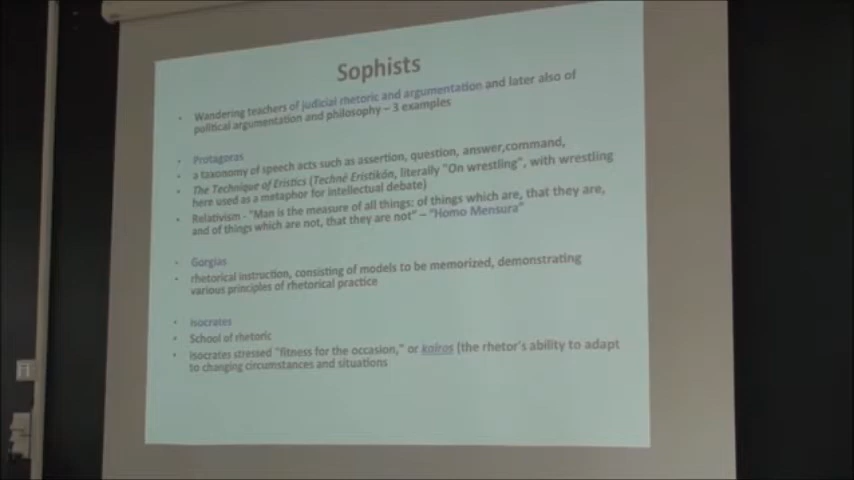 Sophists
• Wandering teachers of judicial rhetoric and argumentation and later also of
political argumentation and philosophy – 3 examples
• Protagoras
• a taxonomy of speech acts such as assertion, question, answer,command,
• The Technique of Eristics (Technē Eristikōn, literally "On wrestling", with wrestling
here used as a metaphor for intellectual debate)
• Relativism - "Man is the measure of all things: of things which are, that they are,
and of things which are not, that they are not" – "Homo Mensura"
• Gorgias
• rhetorical instruction, consisting of models to be memorized, demonstrating
various principles of rhetorical practice
• Isocrates
• School of rhetoric
• Isocrates stressed "fitness for the occasion," or kairos (the rhetor's ability to adapt
to changing circumstances and situations